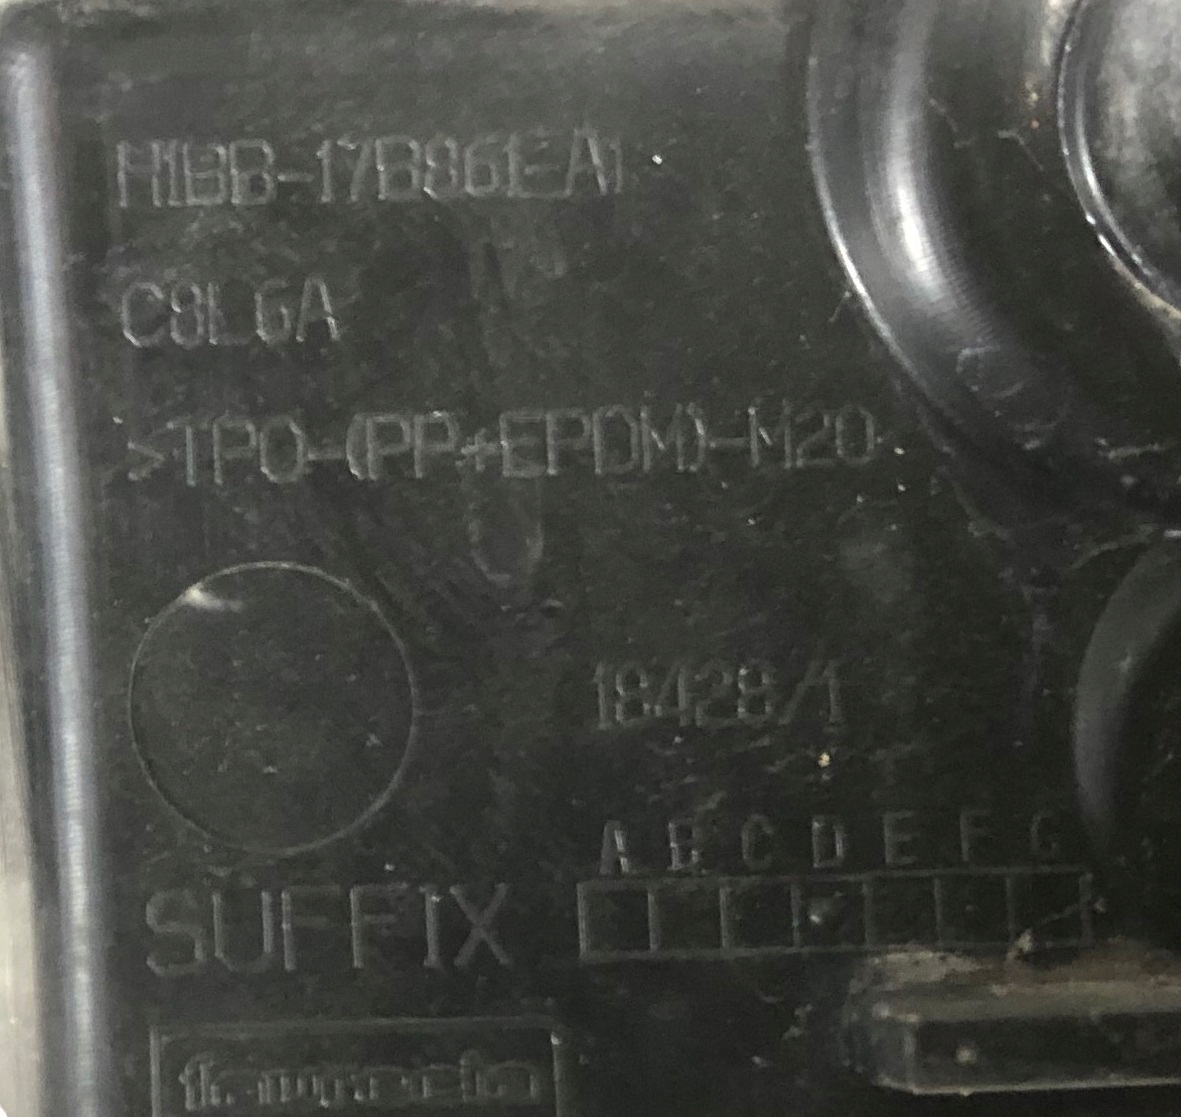 H1BB-17B861-A1
C8LGA
>TPO-(PP+EPDM)-M20
18428/1
A B C D E F G
SUFFIX